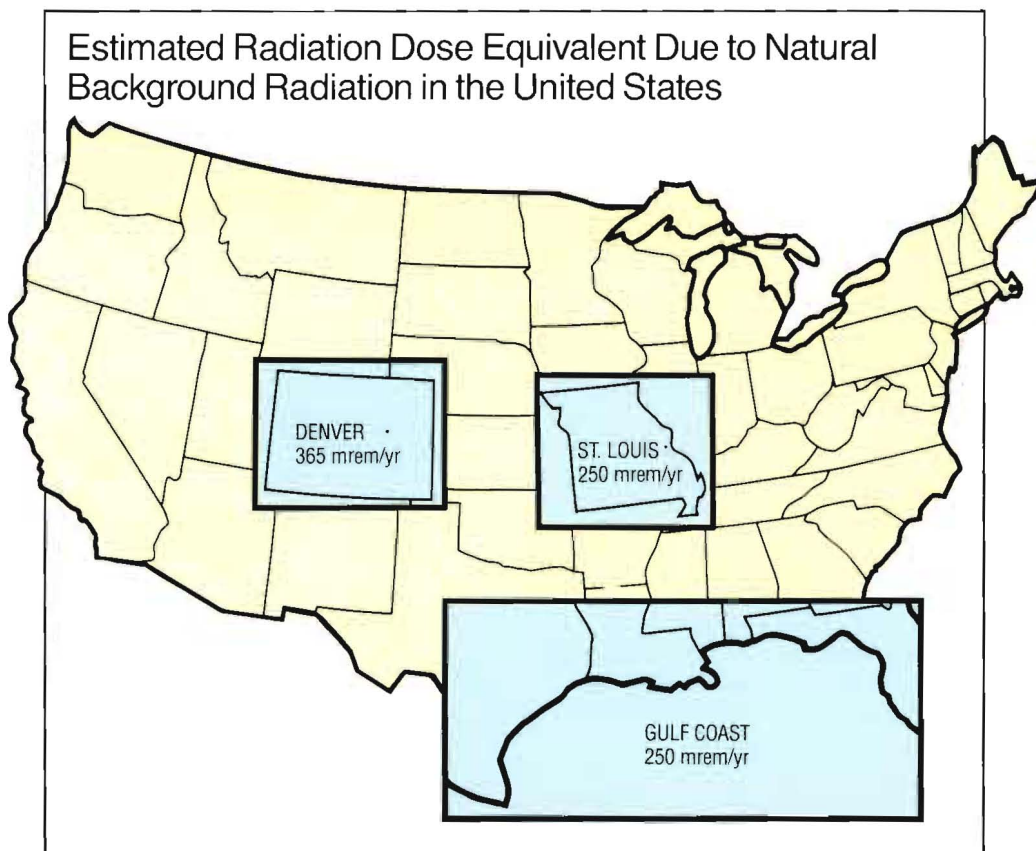 Estimated Radiation Dose Equivalent Due to Natural
Background Radiation in the United States
DENVER
365 mrem/yr
ST. LOUIS
250 mrem/yr
GULF COAST
250 mrem/yr